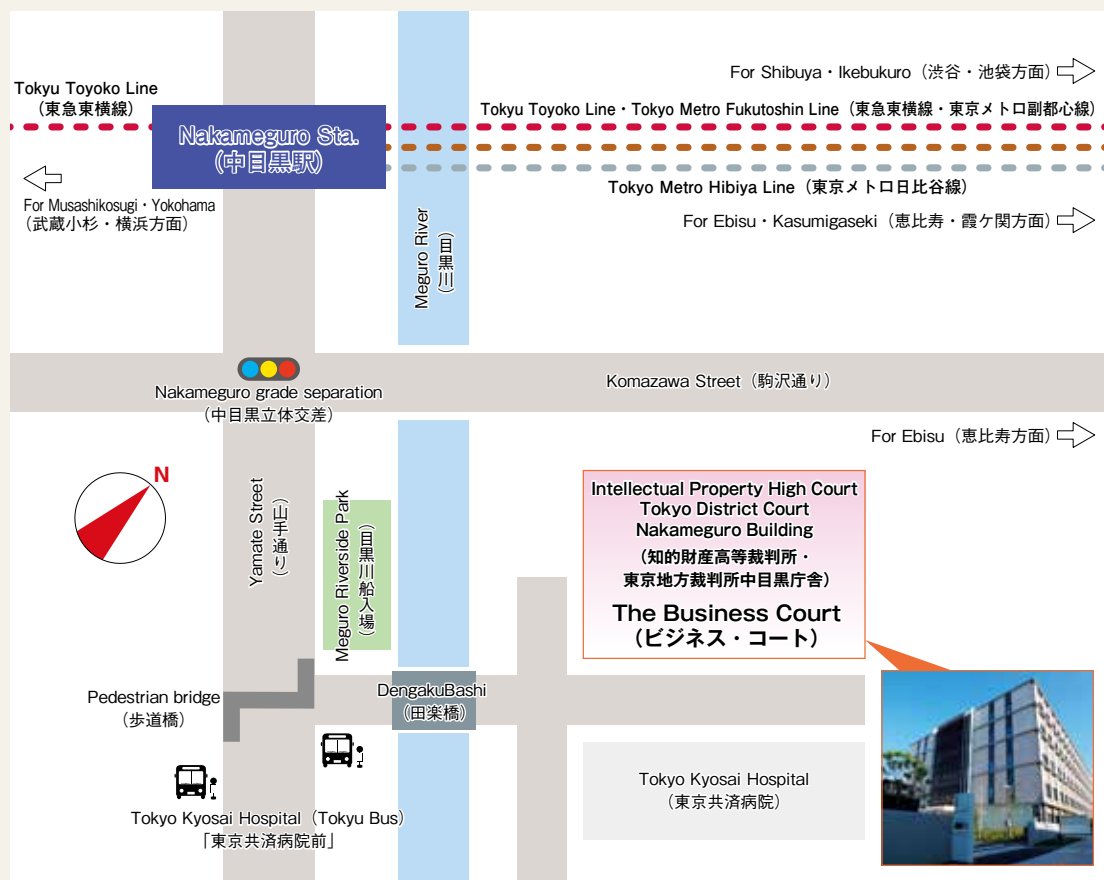 For Shibuya・Ikebukuro（渋谷・池袋方面）
Tokyu Toyoko Line
（東急東横線）
Tokyu Toyoko Line・Tokyo Metro Fukutoshin Line（東急東横線・東京メトロ副都心線）
Nakameguro Sta.
（中目黒駅）
Tokyo Metro Hibiya Line（東京メトロ日比谷線）
For Musashikosugi・Yokohama
（武蔵小杉・横浜方面）
For Ebisu・Kasumigaseki（恵比寿・霞ケ関方面）
Meguro River
（目黒川）
Komazawa Street（駒沢通り）
Nakameguro grade separation
（中目黒立体交差）
For Ebisu（恵比寿方面）
N
Yamate Street
（山手通り）
Meguro Riverside Park
（目黒川船入場）
Intellectual Property High Court
Tokyo District Court
Nakameguro Building
（知的財産高等裁判所・
東京地方裁判所中目黒庁舎）
The Business Court
（ビジネス・コート）
Pedestrian bridge
（歩道橋）
DengakuBashi
（田楽橋）
Tokyo Kyosai Hospital
（東京共済病院）
Tokyo Kyosai Hospital（Tokyu Bus）
「東京共済病院前」